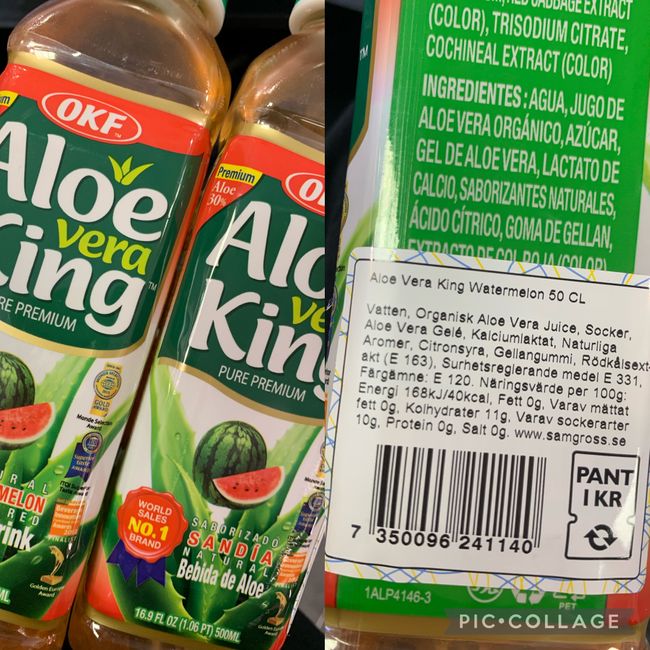 OKF
Aloe
vera
King
PURE PREMIUM
World Sales
WORLD
SALES
No.1
BRAND
Premium
Aloe
30%
OKF
Alo
ve
King
PURE PREMIUM
SABORIZADO
SANDÍA
NATURAL
Bebida de Aloe
16.9 FL OZ (1.06 PT) 500ML
(COLOR), TRISODIUM CITRATE,
COCHINEAL EXTRACT (COLOR)
INGREDIENTES : AGUA, JUGO DE
ALOE VERA ORGÁNICO, AZÚCAR,
GEL DE ALOE VERA, LACTATO DE
CALCIO, SABORIZANTES NATURALES,
ÁCIDO CÍTRICO, GOMA DE GELLAN,
Aloe Vera King Watermelon 50 CL
Vatten, Organisk Aloe Vera Juice, Socker,
Aloe Vera Gelé, Kalciumlaktat, Naturliga
Aromer, Citronsyra, Gellangummi, Rödkålsext-
akt (E 163), Surhetsreglerande medel E 331,
Färgämne: E 120. Näringsvärde per 100g:
Energi 168kJ/40kcal, Fett 0g, Varav mättat
fett 0g, Kolhydrater 11g, Varav sockerarter
10g, Protein 0g, Salt 0g. www.samgross.se
7 350096 241140
PANT
1 KR
1ALP4146-3
PET
PIC•COLLAGE